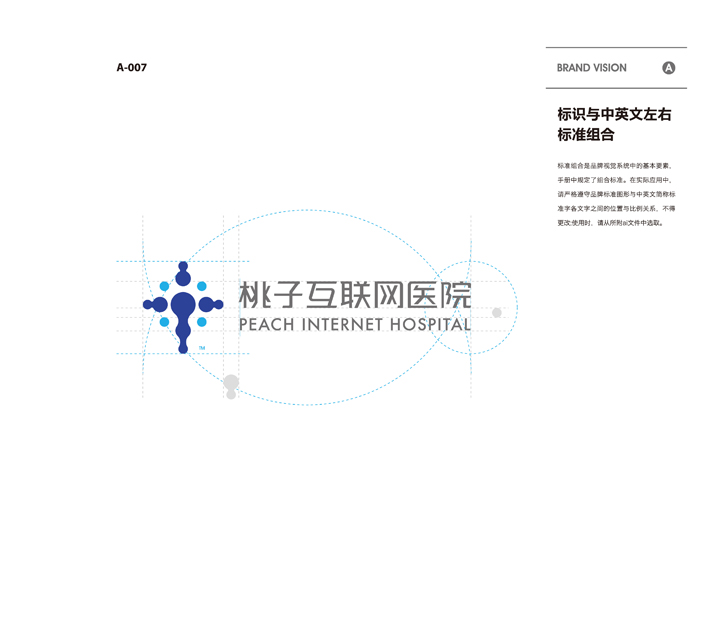 A-007
BRAND VISION A
标识与中英文左右
标准组合
标准组合是品牌视觉系统中的基本要素,
手册中规定了组合标准。在实际应用中,
请严格遵守品牌标准图形与中英文简称标
准字各文字之间的位置与比例关系, 不得
更改;使用时, 请从所附ai文件中选取。
桃子互联网医院
PEACH INTERNET HOSPITAL
TM